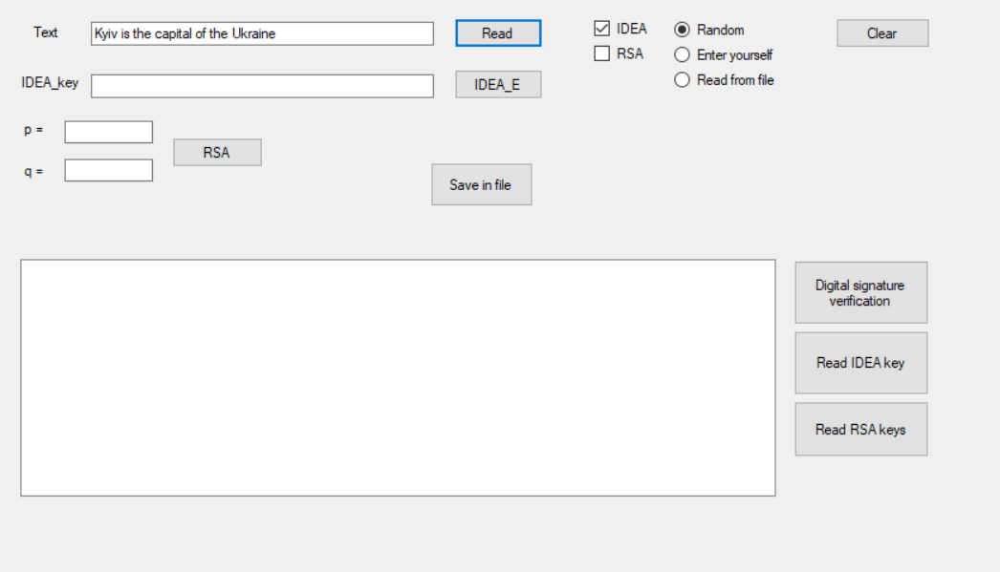 Text
Kyiv is the capital of the Ukraine
Read
IDEA
Random
Clear
RSA
Enter yourself
IDEA_key
IDEA_E
Read from file
p =
RSA
q =
Save in file
Digital signature
verification
Read IDEA key
Read RSA keys